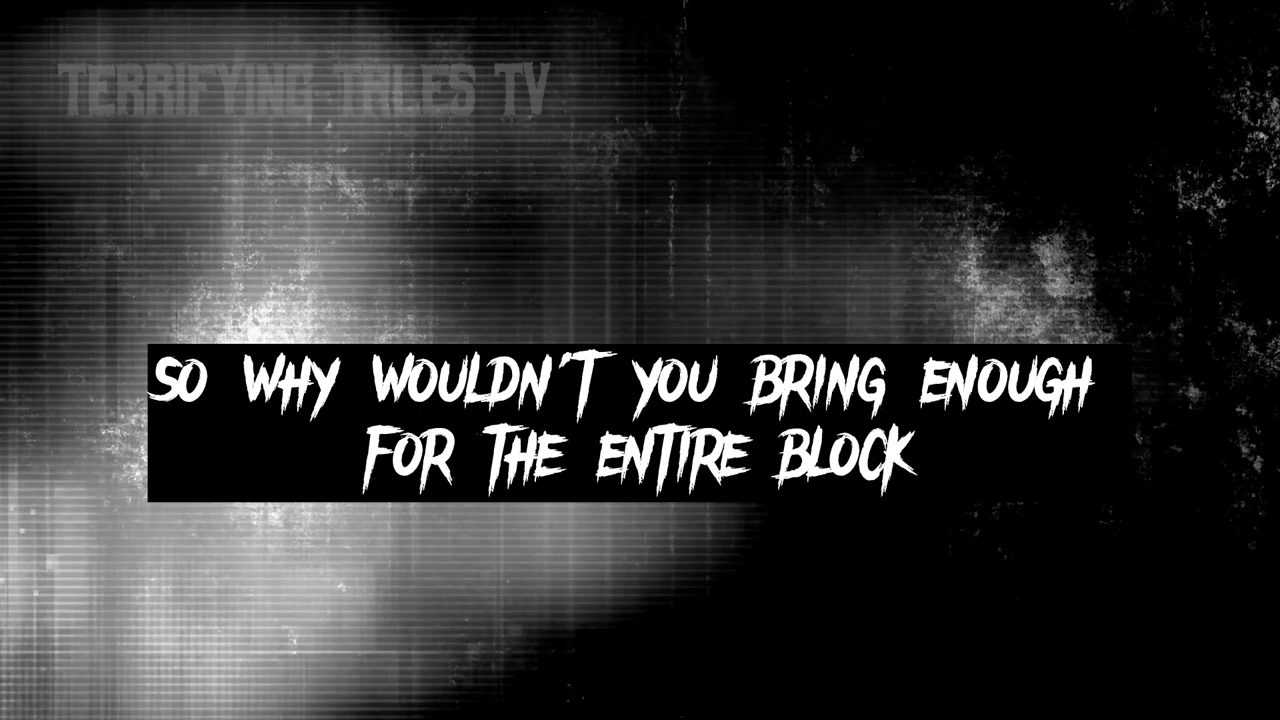 TERRIFYING TALES TV
SO WHY WOULDN'T YOU BRING ENOUGH
FOR THE ENTIRE BLOCK